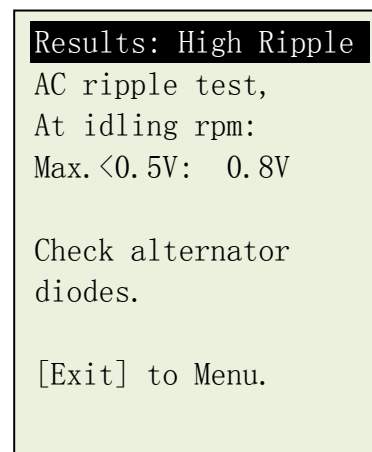 Results: High Ripple
AC ripple test,
At idling rpm:
Max.<0.5V:  0.8V
Check alternator
diodes.
[Exit] to Menu.